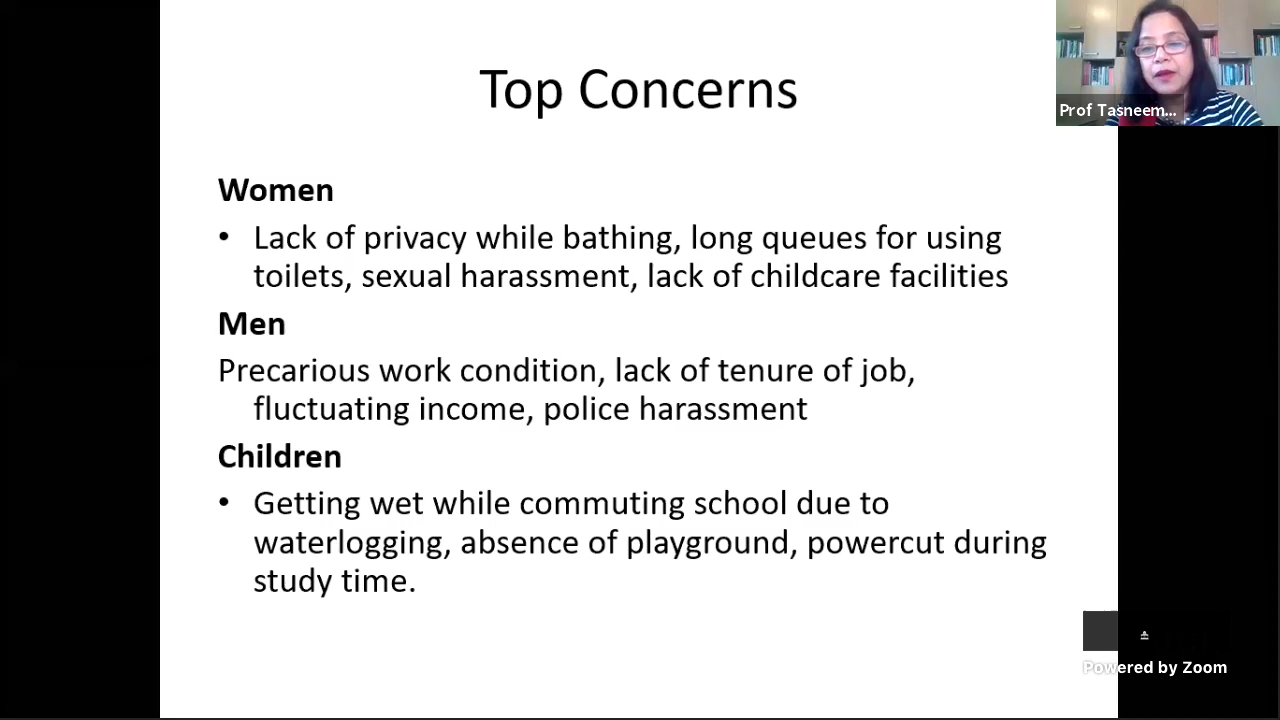 Top Concerns
Prof Tasneem...
Women
• Lack of privacy while bathing, long queues for using
toilets, sexual harassment, lack of childcare facilities
Men
Precarious work condition, lack of tenure of job,
fluctuating income, police harassment
Children
• Getting wet while commuting school due to
waterlogging, absence of playground, powercut during
study time.
Powered by Zoom